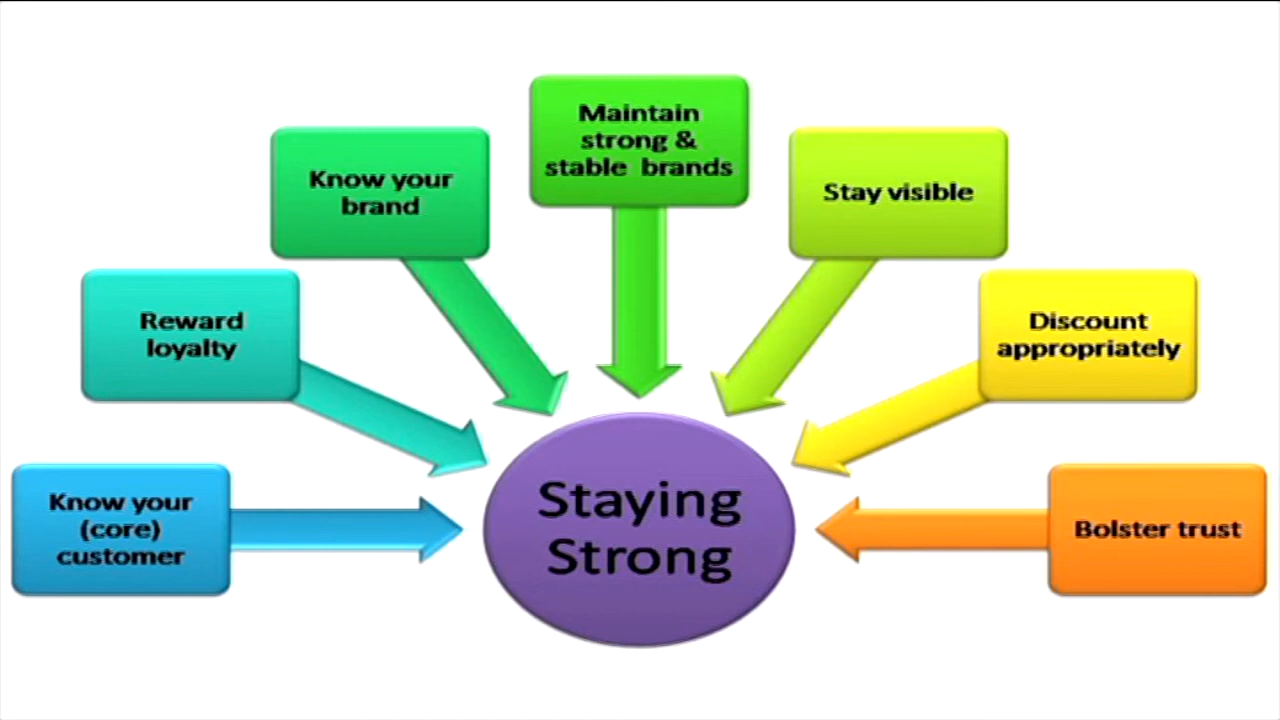 Maintain
strong &
stable brands
Know your
brand
Stay visible
Reward
loyalty
Discount
appropriately
Know your
(core)
customer
Staying
Strong
Bolster trust